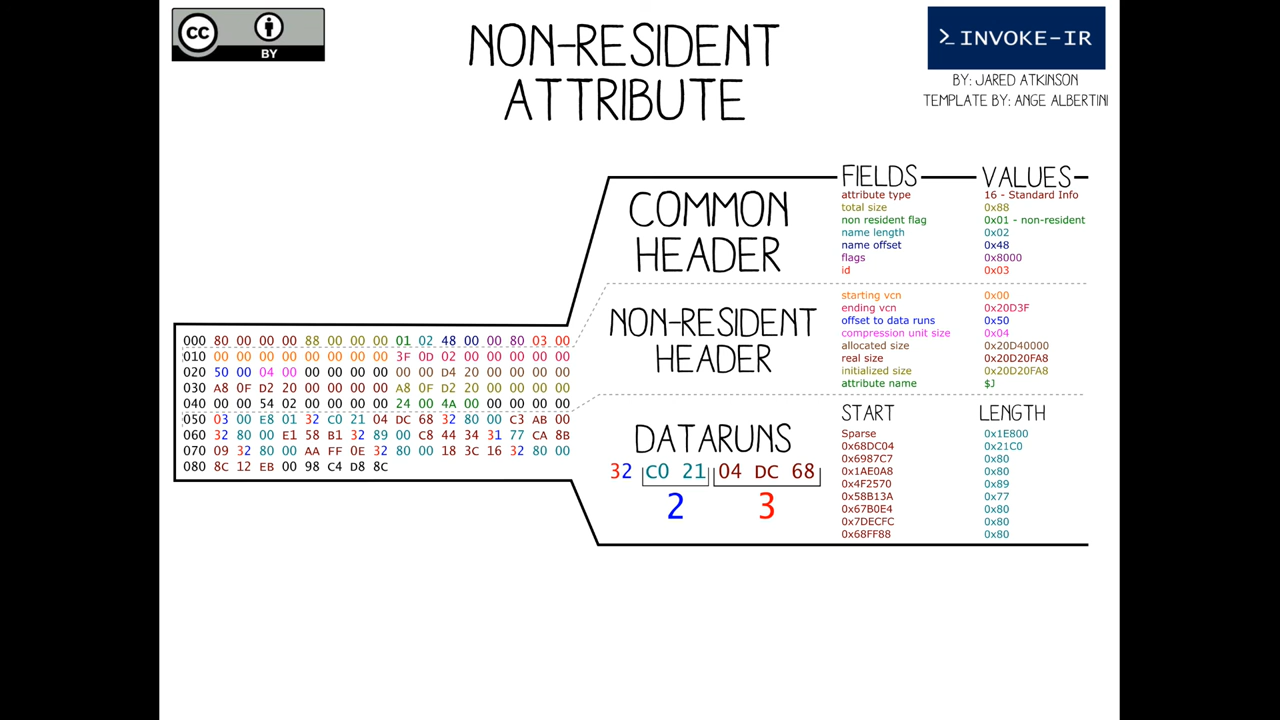 CC BY
NON-RESIDENT
ATTRIBUTE
>_INVOKE-IR
BY: JARED ATKINSON
TEMPLATE BY: ANGE ALBERTINI
FIELDS VALUES
COMMON
HEADER
attribute type 16 - Standard Info
total size 0x88
non resident flag 0x01 - non-resident
name length 0x02
name offset 0x48
flags 0x8000
id 0x03
NON-RESIDENT
HEADER
starting vcn 0x00
ending vcn 0x20D3F
offset to data runs 0x50
compression unit size 0x04
allocated size 0x20D40000
real size 0x20D20FA8
initialized size 0x20D20FA8
attribute name $J
000 80 00 00 00 88 00 00 00 01 02 48 00 00 80 03 00
010 00 00 00 00 00 00 00 00 3F 0D 02 00 00 00 00 00
020 50 00 04 00 00 00 00 00 00 00 D4 20 00 00 00 00
030 A8 0F D2 20 00 00 00 00 A8 0F D2 20 00 00 00 00
040 00 00 54 02 00 00 00 00 24 00 4A 00 00 00 00 00
050 03 00 E8 01 32 C0 21 04 DC 68 32 80 00 C3 AB 00
060 32 80 00 E1 58 B1 32 89 00 C8 44 34 31 77 CA 8B
070 09 32 80 00 AA FF 0E 32 80 00 18 3C 16 32 80 00
080 8C 12 EB 00 98 C4 D8 8C
DATARUNS
32 C0 21 04 DC 68
2 3
START LENGTH
Sparse 0x1E800
0x68DC04 0x21C0
0x6987C7 0x80
0x1AE0A8 0x80
0x4F2570 0x89
0x58B13A 0x77
0x67B0E4 0x80
0x7DECFC 0x80
0x68FF88 0x80